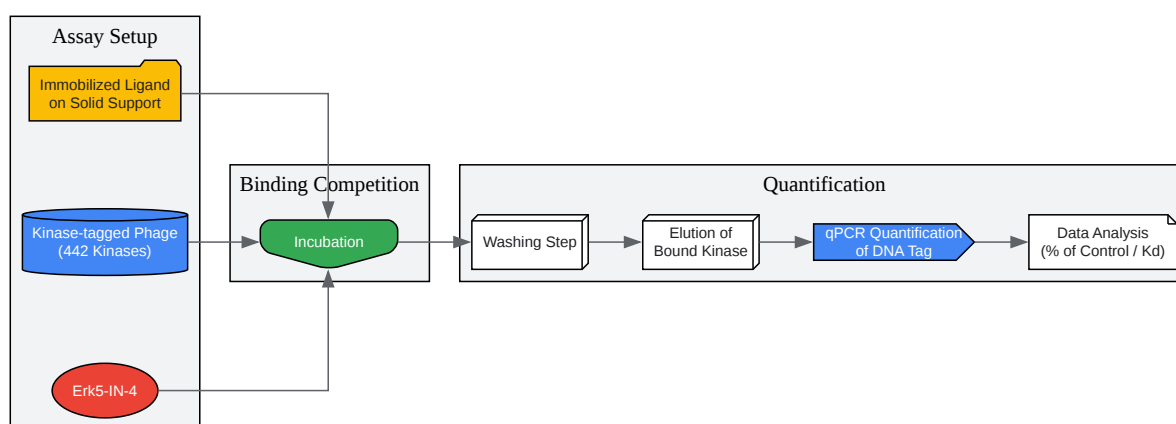 Assay Setup
Immobilized Ligand
on Solid Support
Kinase-tagged Phage
(442 Kinases)
Erk5-IN-4
Binding Competition
Incubation
Quantification
Washing Step
Elution of
Bound Kinase
qPCR Quantification
of DNA Tag
Data Analysis
(% of Control / Kd)